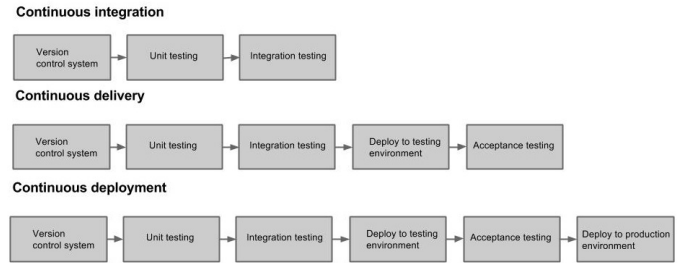 Continuous integration
Version
control system
Unit testing
Integration testing
Continuous delivery
Version
control system
Unit testing
Integration testing
Deploy to testing
environment
Acceptance testing
Continuous deployment
Version
control system
Unit testing
Integration testing
Deploy to testing
environment
Acceptance testing
Deploy to production
environment